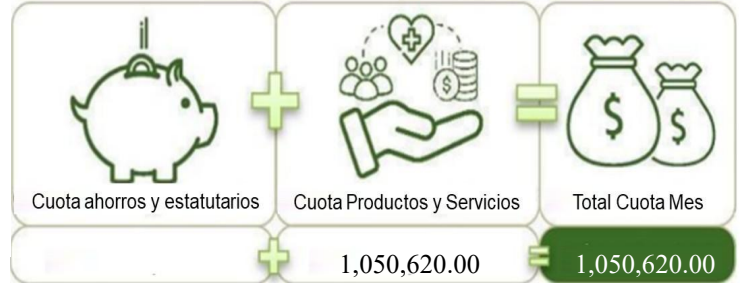 $
$ $
Cuota ahorros y estatutarios Cuota Productos y Servicios Total Cuota Mes
+ 1,050,620.00 = 1,050,620.00